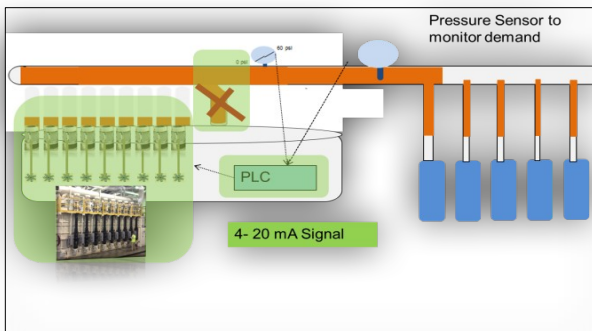 Pressure Sensor to
monitor demand
60 psi
0 psi
PLC
4- 20 mA Signal